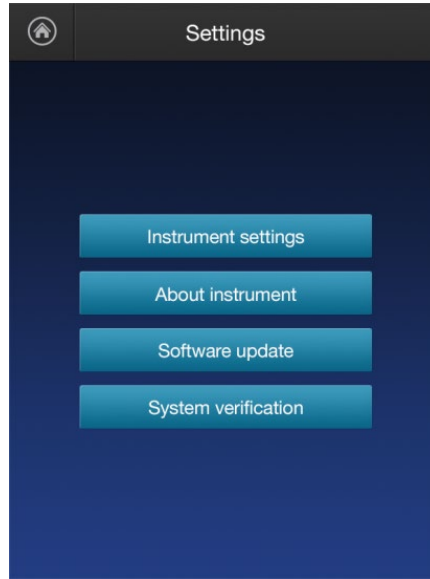 Settings
Instrument settings
About instrument
Software update
System verification